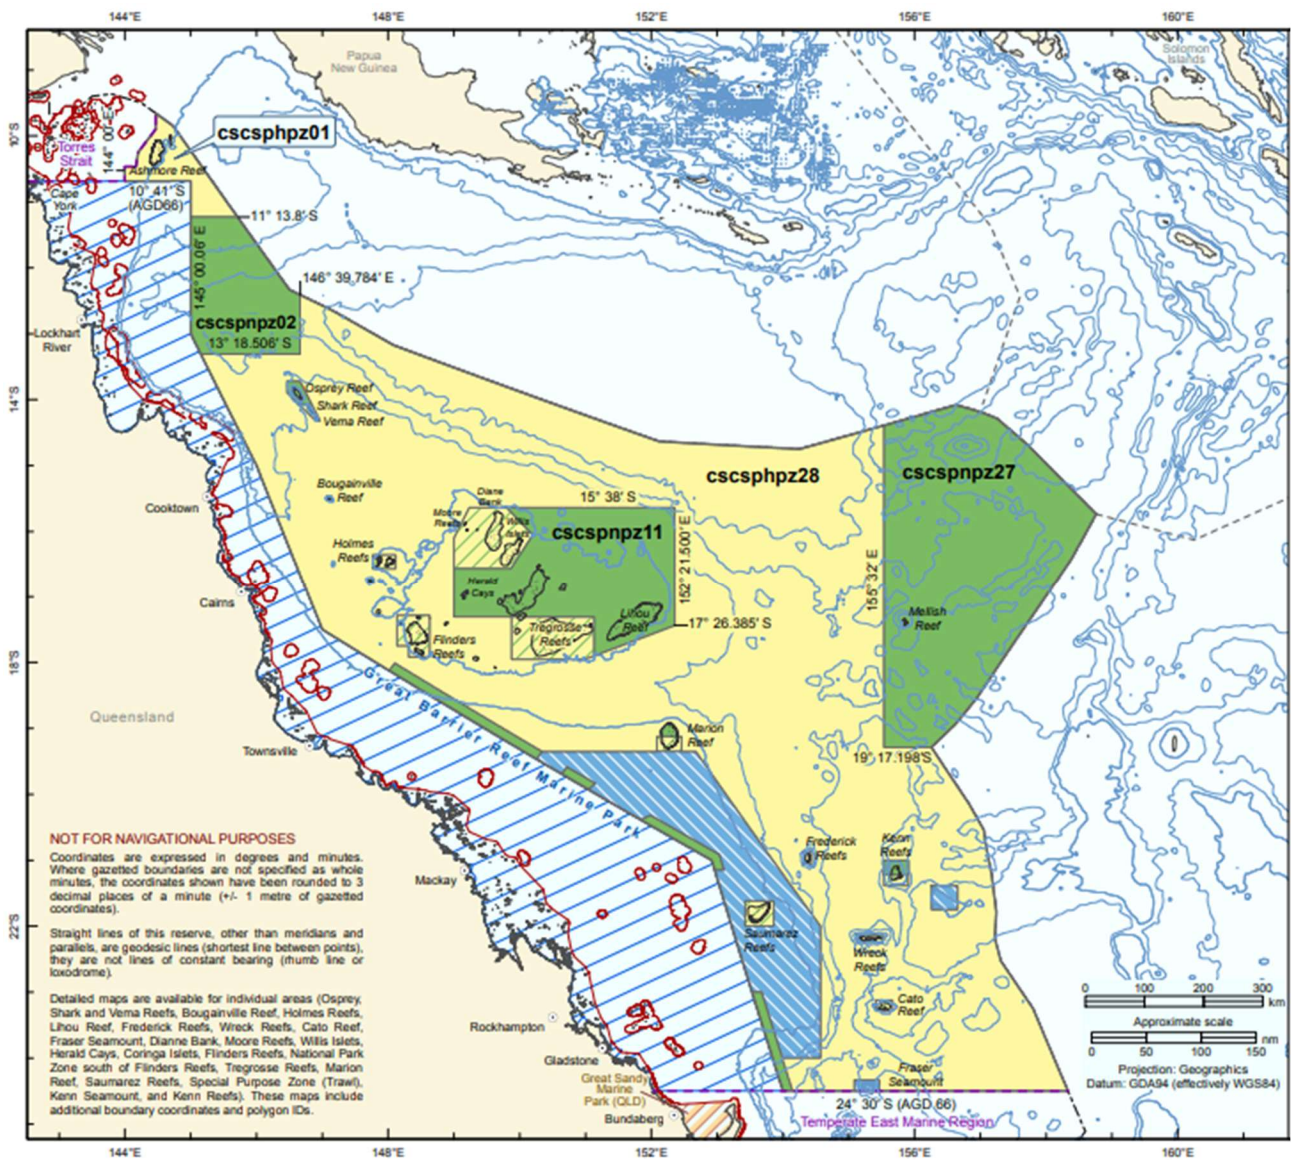 144°E 148°E 152°E 156°E 160°E
Papua
New Guinea
Solomon
Islands
10°S
144° 00' E
cscsphpz01
Torres
Strait
Ashmore Reef
Cape
York
10° 41' S
(AGD66)
11° 13.8' S
145° 00.06' E
146° 39.784' E
cscspnpz02
13° 18.506' S
Lockhart
River
14°S
Osprey Reef
Shark Reef
Vema Reef
cscsphpz28
cscspnpz27
Bougainville
Reef
Diane
Bank
15° 38' S
Cooktown
Moore
Reefs
Willis
Islets
cscspnpz11
152° 21.500' E
155° 32' E
Holmes
Reefs
Herald
Cays
Cairns
Lihou
Reef
Mellish
Reef
17° 26.385' S
Tregrosse
Reefs
Flinders
Reefs
18°S
Great Barrier Reef Marine Park
Queensland
Marion
Reef
Townsville
19° 17.198'S
NOT FOR NAVIGATIONAL PURPOSES
Coordinates are expressed in degrees and minutes.
Where gazetted boundaries are not specified as whole
minutes, the coordinates shown have been rounded to 3
decimal places of a minute (+/- 1 metre of gazetted
coordinates).
Straight lines of this reserve, other than meridians and
parallels, are geodesic lines (shortest line between points),
they are not lines of constant bearing (rhumb line or
loxodrome).
Detailed maps are available for individual areas (Osprey,
Shark and Vema Reefs, Bougainville Reef, Holmes Reefs,
Lihou Reef, Frederick Reefs, Wreck Reefs, Cato Reef,
Fraser Seamount, Dianne Bank, Moore Reefs, Willis Islets,
Herald Cays, Coringa Islets, Flinders Reefs, National Park
Zone south of Flinders Reefs, Tregrosse Reefs, Marion
Reef, Saumarez Reefs, Special Purpose Zone (Trawl),
Kenn Seamount, and Kenn Reefs). These maps include
additional boundary coordinates and polygon IDs.
Frederick
Reefs
Kenn
Reefs
Mackay
22°S
Saumarez
Reefs
Wreck
Reefs
Cato
Reef
Rockhampton
Gladstone
Fraser
Seamount
Great Sandy
Marine
Park (QLD)
Bundaberg
24° 30' S (AGD 66)
Temperate East Marine Region
0 100 200 300
km
Approximate scale
nm
0 50 100 150
Projection: Geographics
Datum: GDA94 (effectively WGS84)
144°E 148°E 152°E 156°E 160°E